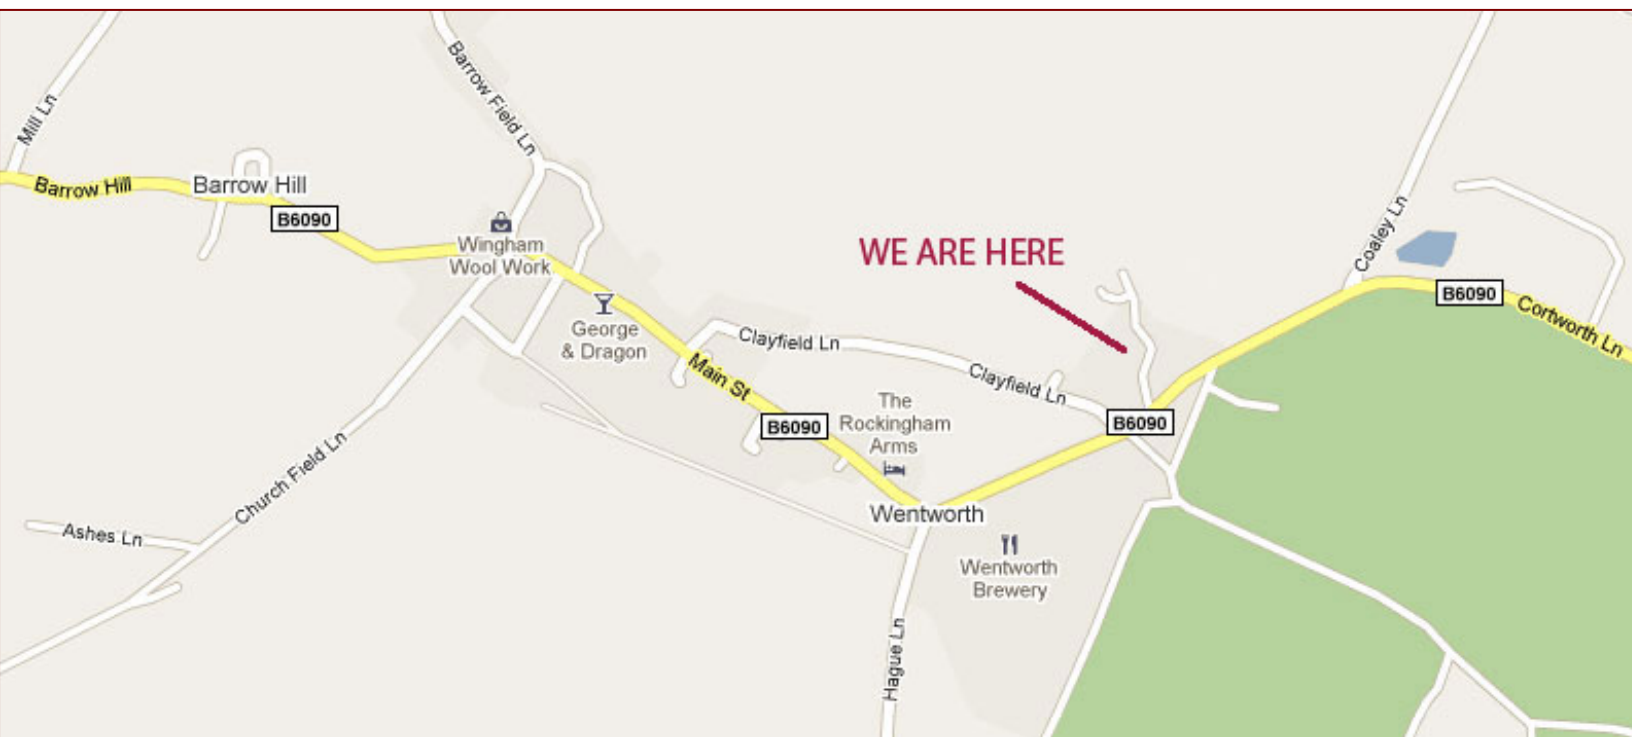 Mill Ln
Barrow Field Ln
Barrow Hill
Barrow Hill
B6090
Wingham
Wool Work
George
& Dragon
WE ARE HERE
Coaley Ln
B6090
Cortworth Ln
Clayfield Ln
Main St
Clayfield Ln
B6090
The
Rockingham
Arms
B6090
Church Field Ln
Ashes Ln
Wentworth
Wentworth
Brewery
Hague Ln